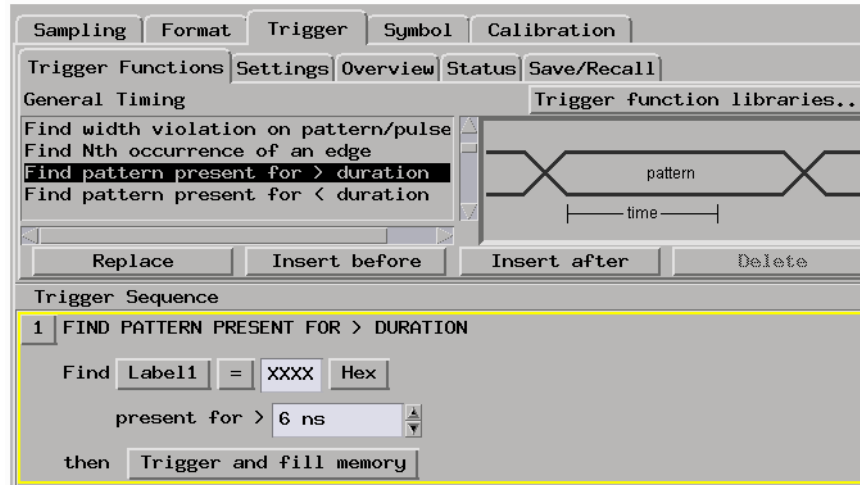 Sampling Format Trigger Symbol Calibration
Trigger Functions Settings Overview Status Save/Recall
General Timing Trigger function libraries..
Find width violation on pattern/pulse
Find Nth occurrence of an edge
Find pattern present for > duration
Find pattern present for < duration
pattern
time
Replace Insert before Insert after Delete
Trigger Sequence
1 FIND PATTERN PRESENT FOR > DURATION
Find Label1 = XXXX Hex
present for > 6 ns
then Trigger and fill memory